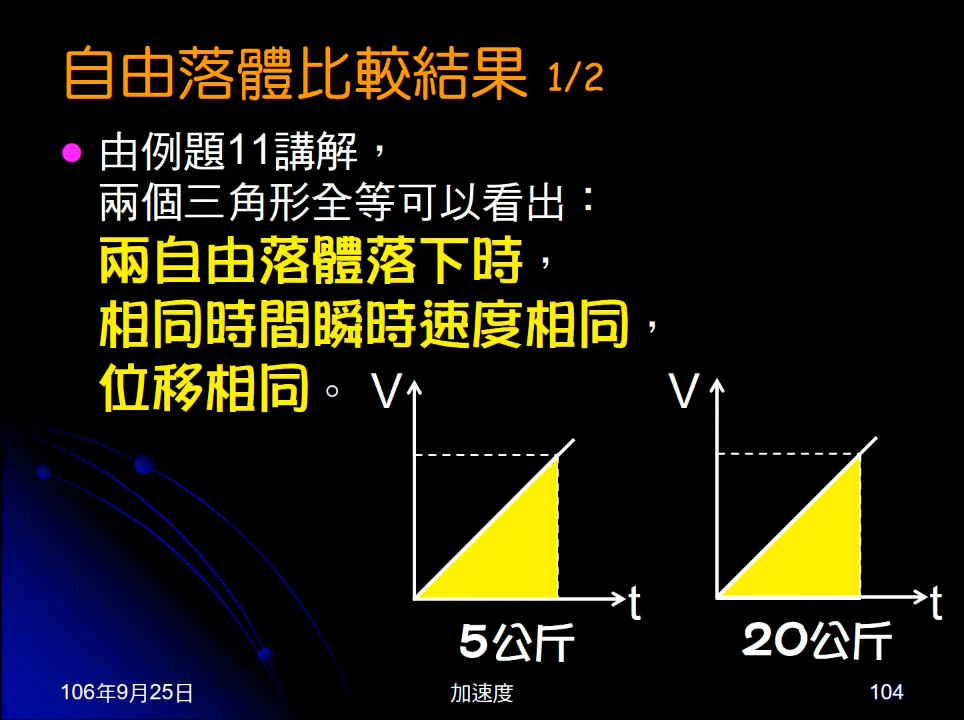 自由落體比較結果 1/2
由例題11講解，
兩個三角形全等可以看出：
兩自由落體落下時，
相同時間瞬時速度相同，
位移相同。
V
V
t
t
5公斤
20公斤
106年9月25日
加速度
104